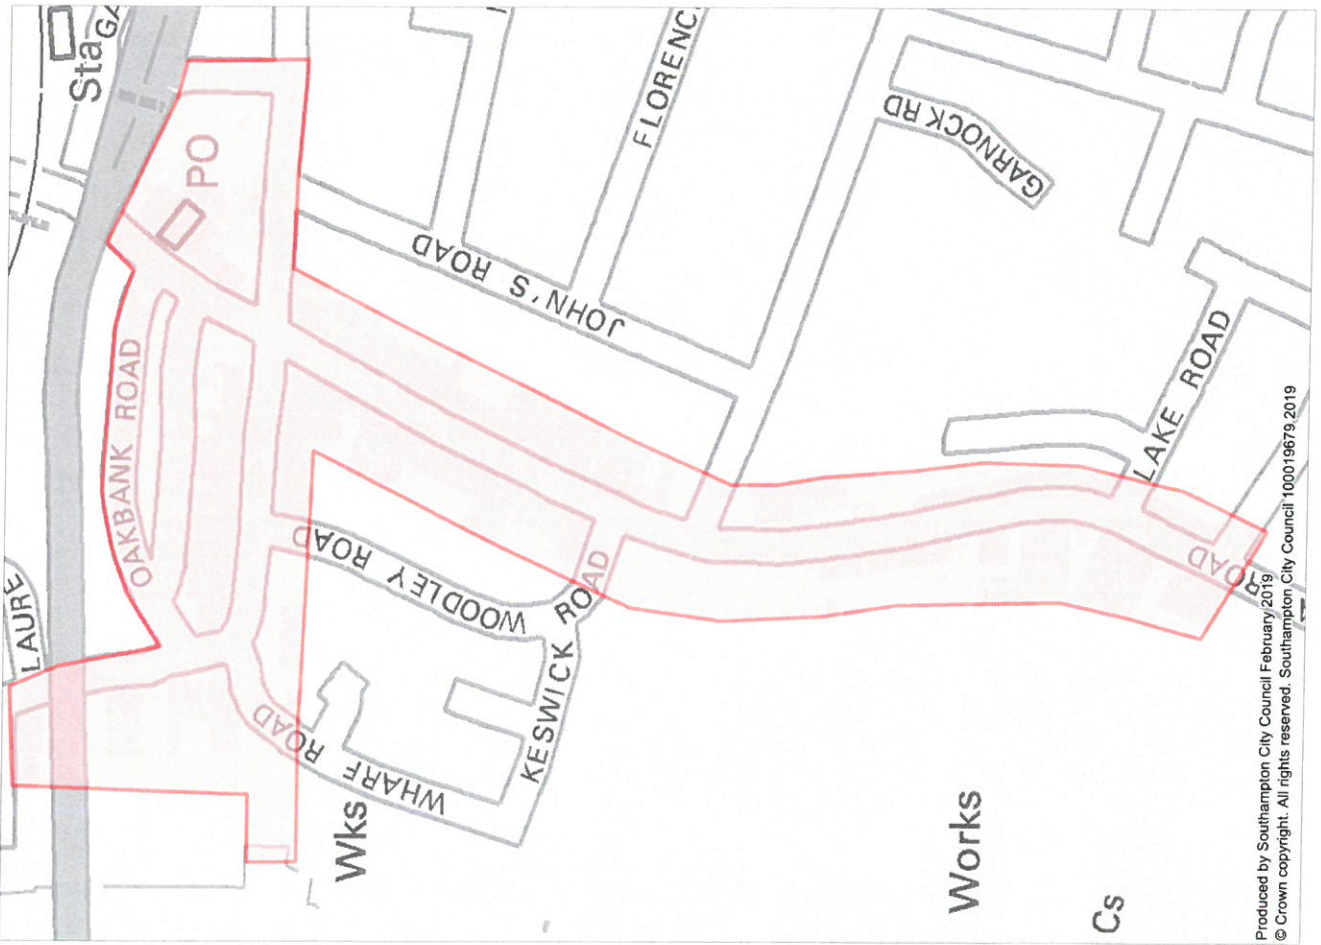 Sta
GA
PO
OAKBANK ROAD
LAURE
JOHN'S ROAD
FLORENC
GARNOCK RD
WOODLEY ROAD
KESWICK ROAD
WHARF ROAD
LAKE ROAD
ROAD
Wks
Works
Cs
Produced by Southampton City Council February 2019
© Crown copyright. All rights reserved. Southampton City Council 100019679 2019